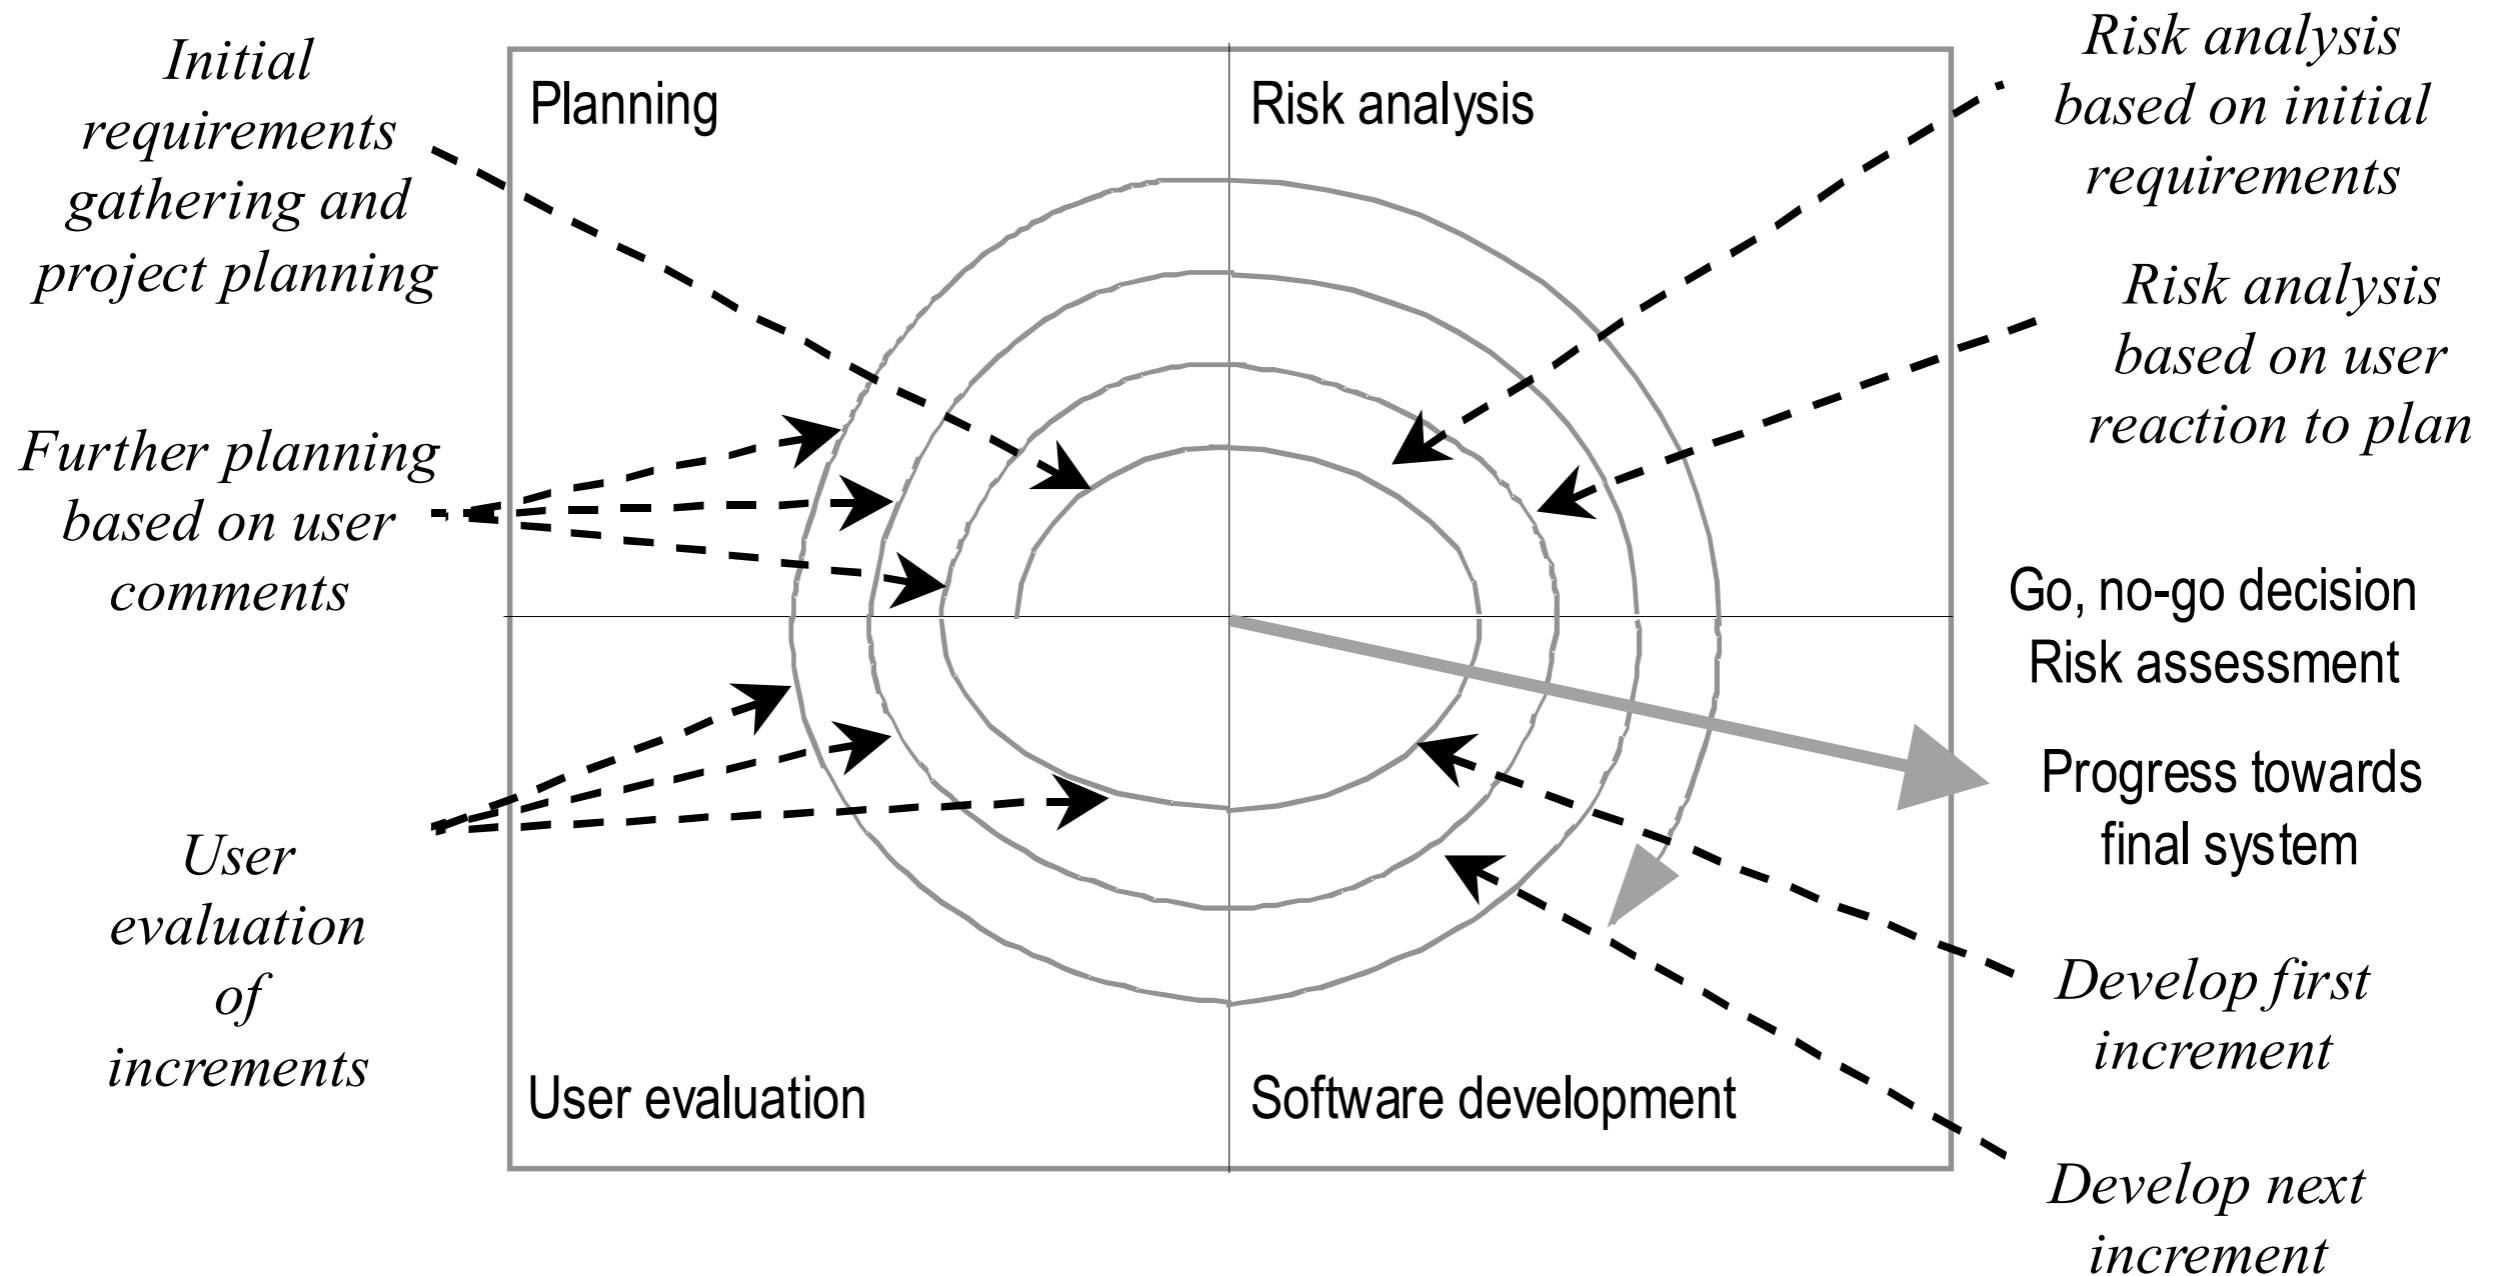 Initial
requirements
gathering and
project planning
Further planning
based on user
comments
User
evaluation
of
increments
Planning
Risk analysis
User evaluation
Software development
Risk analysis
based on initial
requirements
Risk analysis
based on user
reaction to plan
Go, no-go decision
Risk assessment
Progress towards
final system
Develop first
increment
Develop next
increment